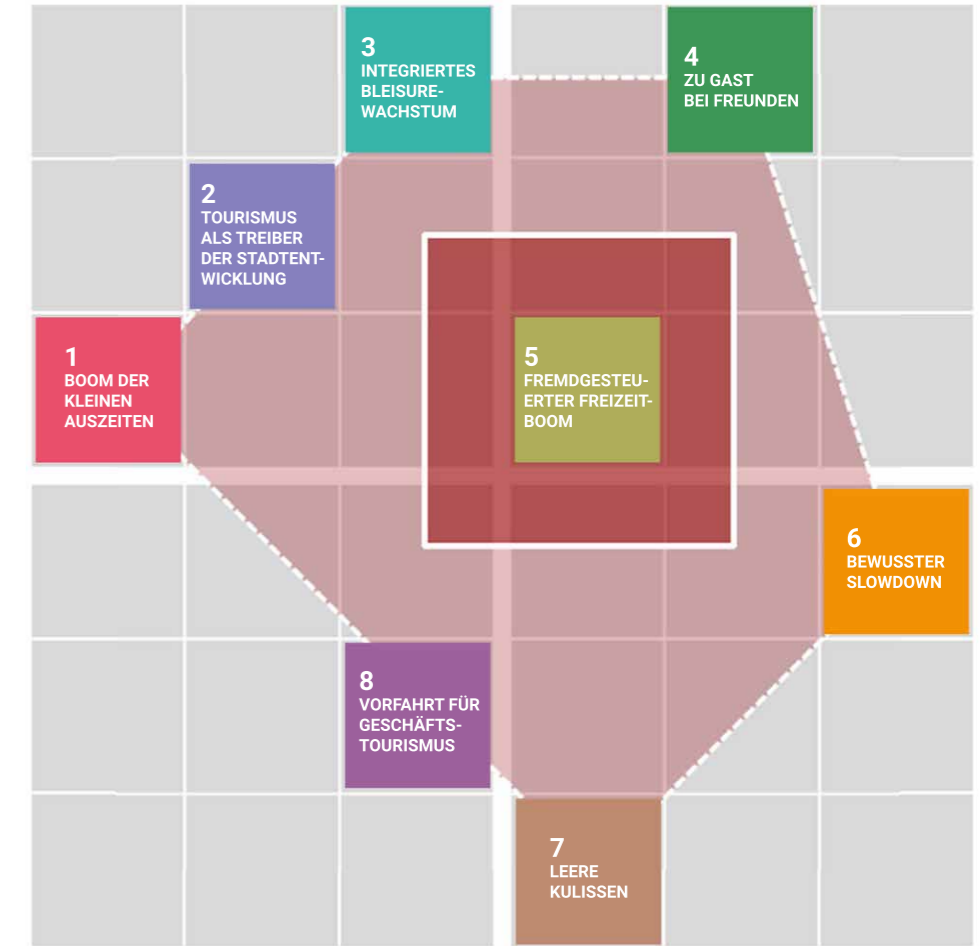 1
BOOM DER
KLEINEN
AUSZEITEN
2
TOURISMUS
ALS TREIBER
DER STADTENT-
WICKLUNG
3
INTEGRIERTES
BLEISURE-
WACHSTUM
4
ZU GAST
BEI FREUNDEN
5
FREMDGESTEU-
ERTER FREIZEIT-
BOOM
6
BEWUSSTER
SLOWDOWN
7
LEERE
KULISSEN
8
VORFAHRT FÜR
GESCHÄFTS-
TOURISMUS